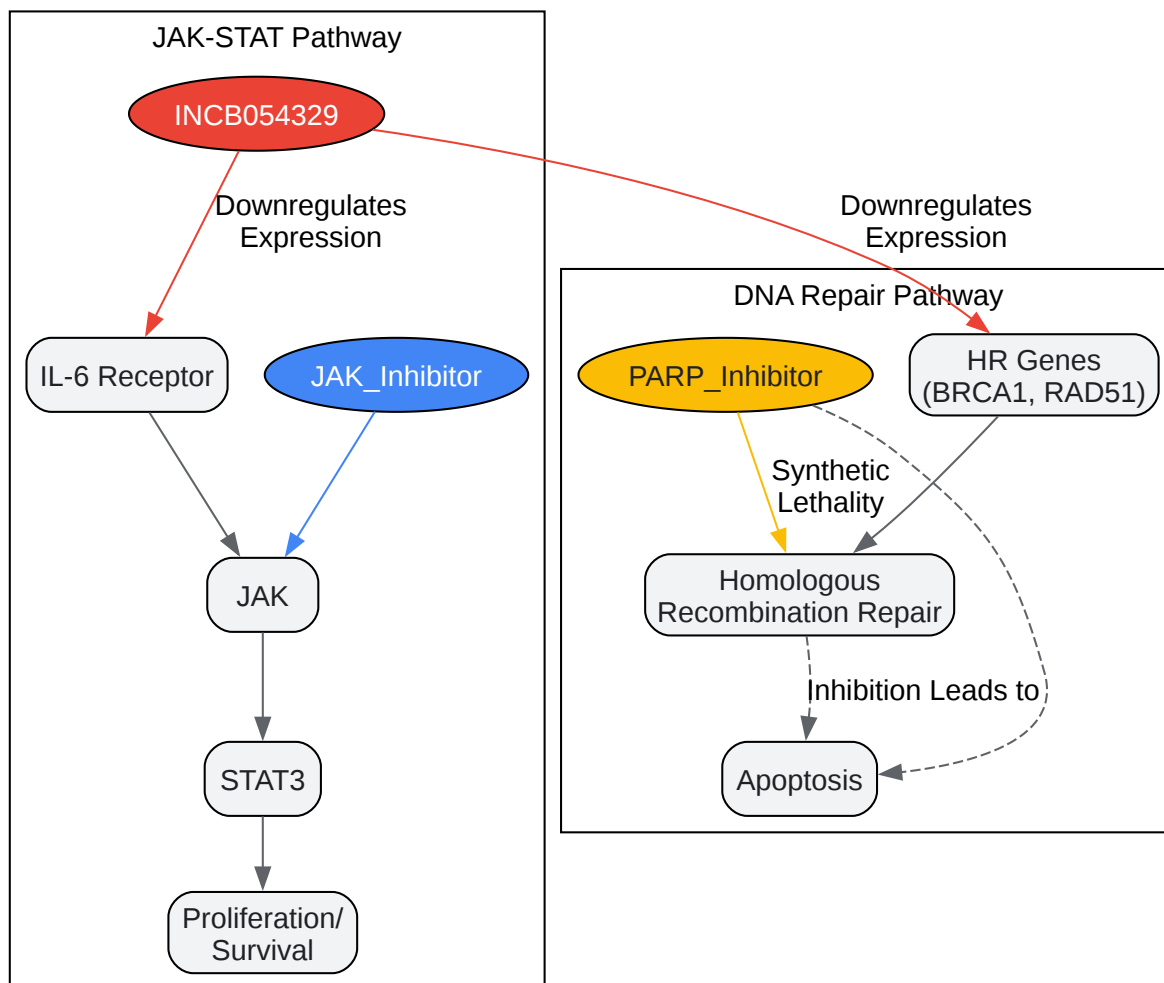 JAK-STAT Pathway
INCB054329
Downregulates
Expression
Downregulates
Expression
DNA Repair Pathway
IL-6 Receptor
JAK_Inhibitor
PARP_Inhibitor
HR Genes
(BRCA1, RAD51)
Synthetic
Lethality
JAK
Homologous
Recombination Repair
Inhibition Leads to
STAT3
Apoptosis
Proliferation/
Survival